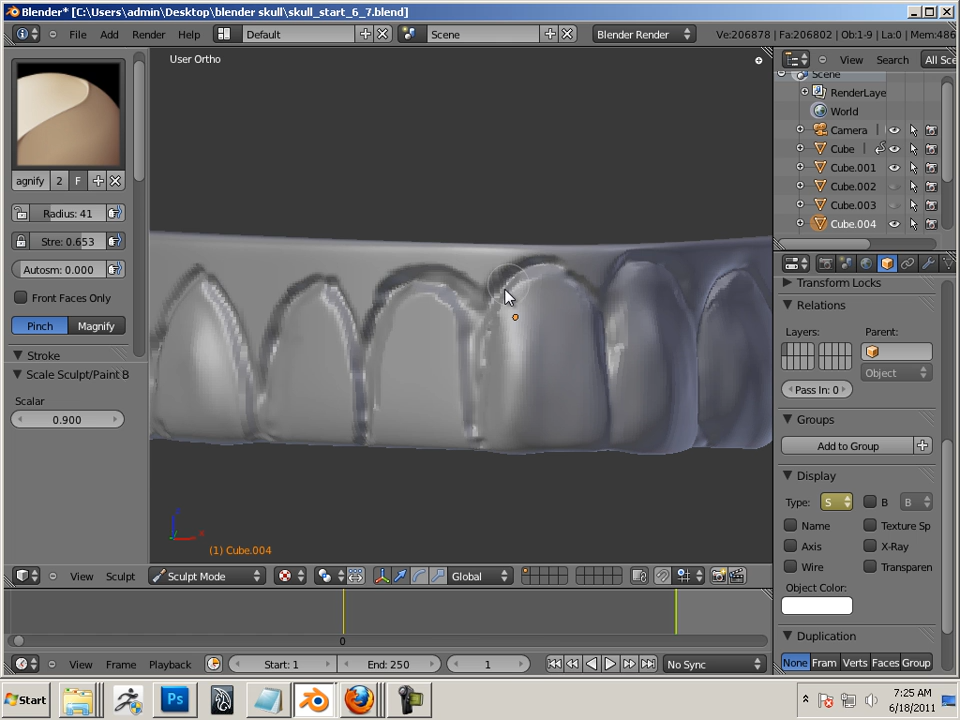 Blender* [C:\Users\admin\Desktop\blender skull\skull_start_6_7.blend]
File Add Render Help Default Scene Blender Render Ve:206878 | Fa:206802 | Ob:1-9 | La:0 | Mem:486
User Ortho
View Search All Sce
Scene
RenderLaye
World
Camera
Cube
Cube.001
Cube.002
Cube.003
Cube.004
agnify 2 F
Radius: 41
Stre: 0.653
Autosm: 0.000
Front Faces Only
Pinch Magnify
Stroke
Scale Sculpt/Paint B
Scalar
0.900
Transform Locks
Relations
Layers: Parent:
Object
Pass In: 0
Groups
Add to Group
Display
Type: S B B
Name Texture Sp
Axis X-Ray
Wire Transparen
Object Color:
Duplication
None Fram Verts Faces Group
(1) Cube.004
View Sculpt Sculpt Mode Global
0
View Frame Playback Start: 1 End: 250 1 No Sync
Start Ps 7:25 AM
6/18/2011